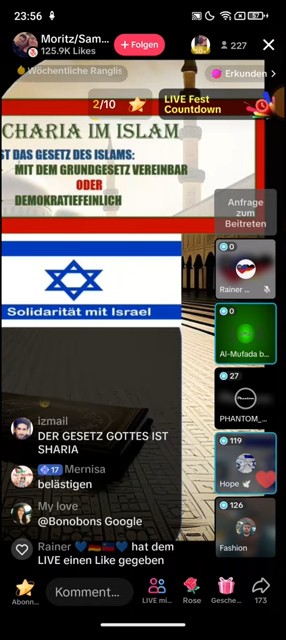 23:56
57
Moritz/Sam...
125.9K Likes
+ Folgen
227
Wöchentliche Ranglis
Erkunden >
2/10
LIVE Fest
Countdown
CHARIA IM ISLAM
ST DAS GESETZ DES ISLAMS:
MIT DEM GRUNDGESETZ VEREINBAR
ODER
DEMOKRATIEFEINLICH
Anfrage
zum
Beitreten
0
Rainer ...
Solidarität mit Israel
0
Al-Mufada b...
27
PHANTOM_...
119
Hope
126
Fashion
izmail
DER GESETZ GOTTES IST
SHARIA
17 Mernisa
belästigen
My love
@Bonobons Google
Rainer hat dem
LIVE einen Like gegeben
Abonn...
Komment...
LIVE mi...
Rose
Gesche...
173